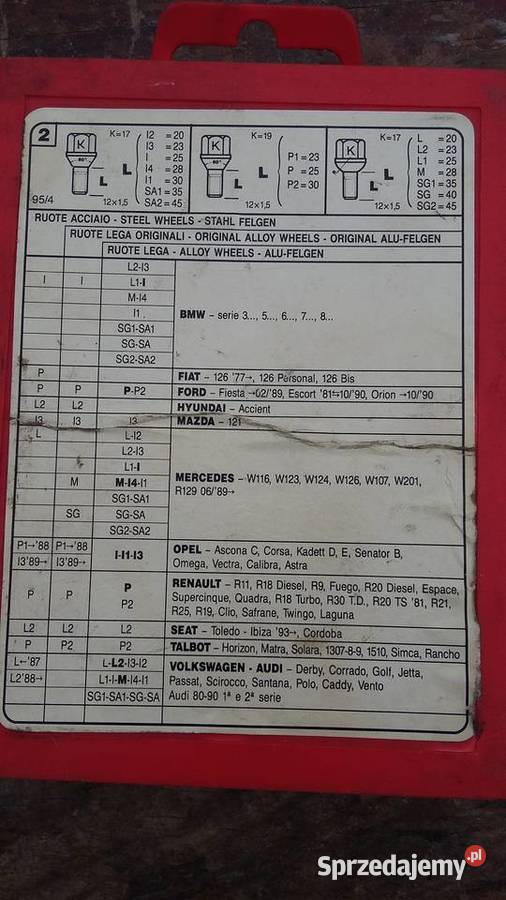 2
K K=17 I2 =20
I3 =23
I =25
I4 =28
I1 =30
SA1=35
SA2=45
60° L L 12×1,5
95/4
K K=19 P1=23
P =25
P2=30
L L 12×1,5
K K=17 L =20
L2 =23
L1 =25
M =28
SG1=35
SG =40
SG2=45
L L 12×1,5
RUOTE ACCIAIO - STEEL WHEELS - STAHL FELGEN
RUOTE LEGA ORIGINALI - ORIGINAL ALLOY WHEELS - ORIGINAL ALU-FELGEN
RUOTE LEGA - ALLOY WHEELS - ALU-FELGEN
L2-I3
I I L1-I
M-I4
I1 BMW – serie 3..., 5..., 6..., 7..., 8...
SG1-SA1
SG-SA
SG2-SA2
P FIAT – 126 '77→, 126 Personal, 126 Bis
P P P-P2 FORD – Fiesta →02/'89, Escort '81⇆10/'90, Orion →10/'90
L2 L2 HYUNDAI – Accient
I3 I3 I3 MAZDA – 121
L L-I2
L2-I3
L1-I
M M-I4-I1 MERCEDES – W116, W123, W124, W126, W107, W201,
SG1-SA1 R129 06/'89→
SG SG-SA
SG2-SA2
P1→'88 P1→'88 I-I1-I3 OPEL – Ascona C, Corsa, Kadett D, E, Senator B,
I3'89→ I3'89→ Omega, Vectra, Calibra, Astra
P P P RENAULT – R11, R18 Diesel, R9, Fuego, R20 Diesel, Espace,
P2 Supercinque, Quadra, R18 Turbo, R30 T.D., R20 TS '81, R21,
R25, R19, Clio, Safrane, Twingo, Laguna
L2 L2 L2 SEAT – Toledo - Ibiza '93→, Cordoba
P P2 P2 TALBOT – Horizon, Matra, Solara, 1307-8-9, 1510, Simca, Rancho
L←'87 L-L2-I3-I2 VOLKSWAGEN - AUDI – Derby, Corrado, Golf, Jetta,
L2'88→ L1-I-M-I4-I1 Passat, Scirocco, Santana, Polo, Caddy, Vento
SG1-SA1-SG-SA Audi 80-90 1ª e 2ª serie
Sprzedajemy.pl